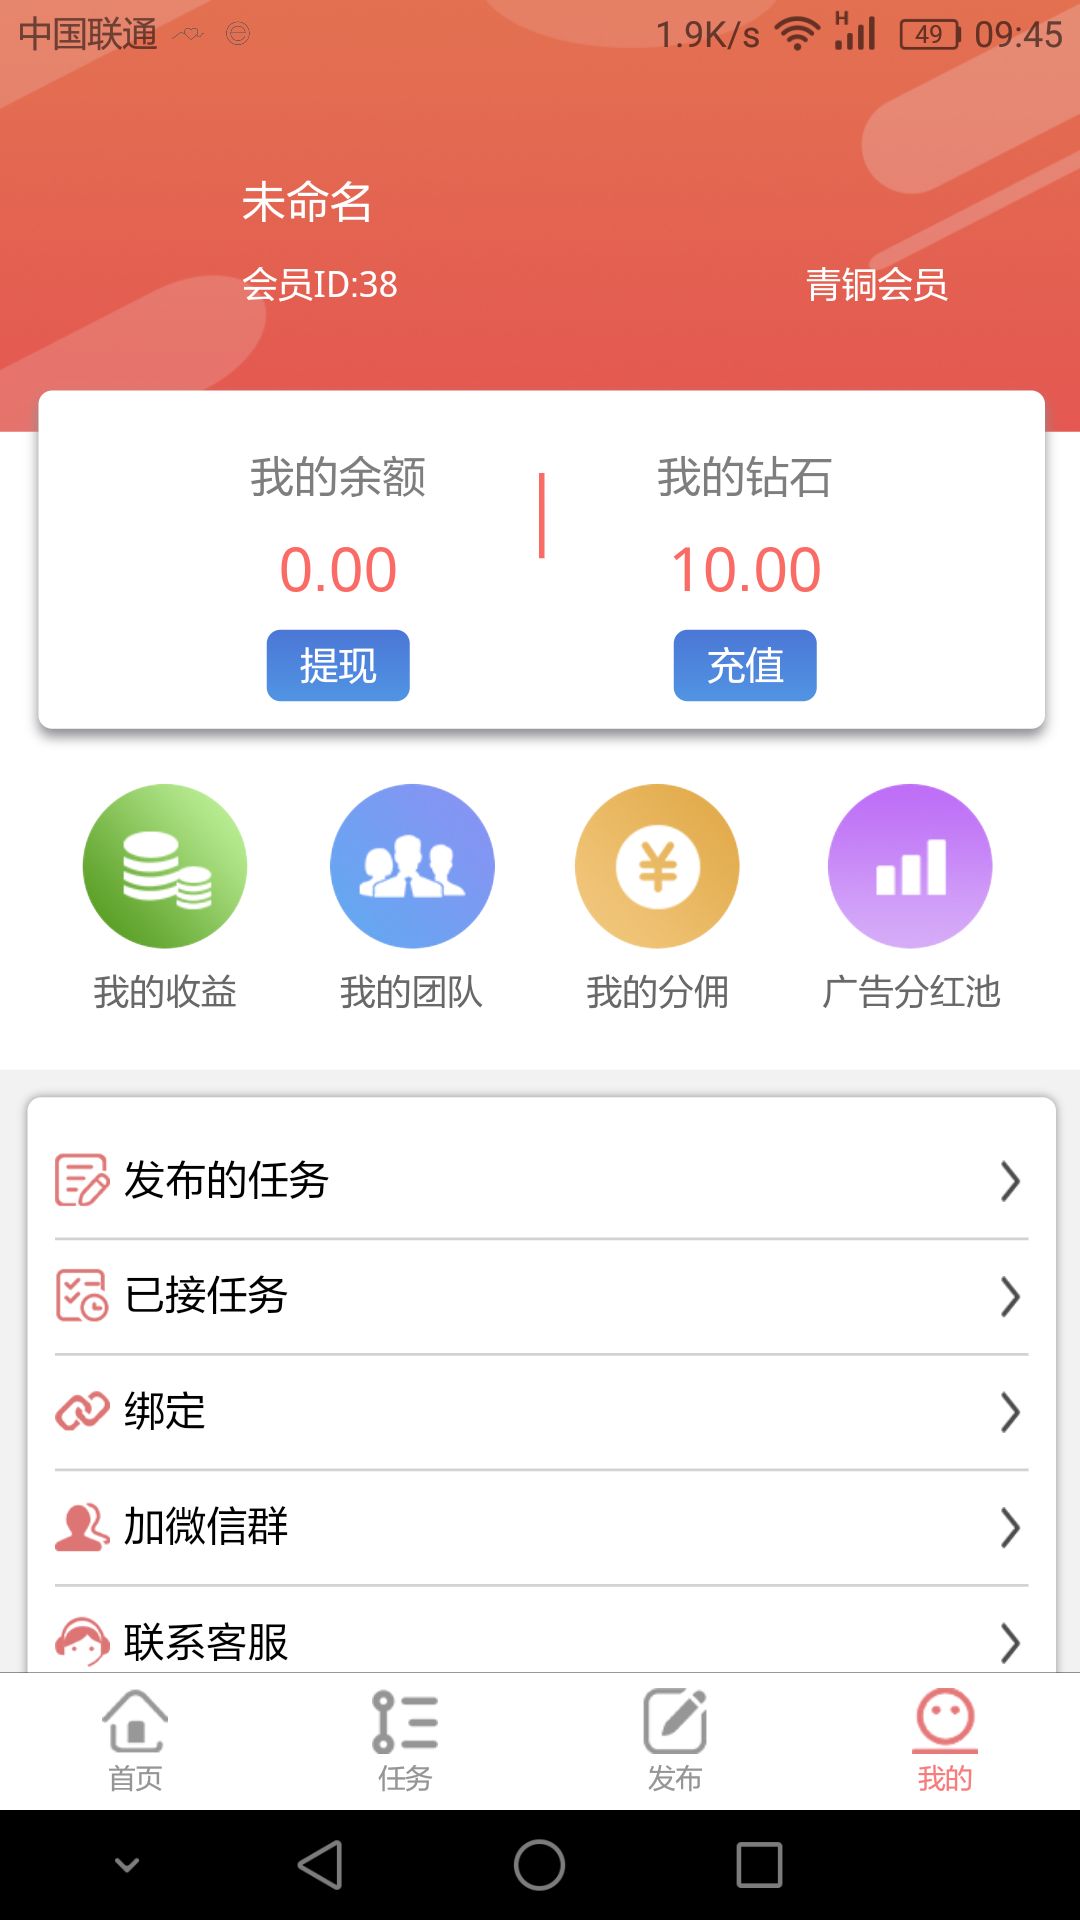 中国联通 1.9K/s H 49 09:45
未命名
会员ID:38 青铜会员
我的余额 我的钻石
0.00 10.00
提现 充值
我的收益 我的团队 我的分佣 广告分红池
发布的任务
已接任务
绑定
加微信群
联系客服
首页 任务 发布 我的